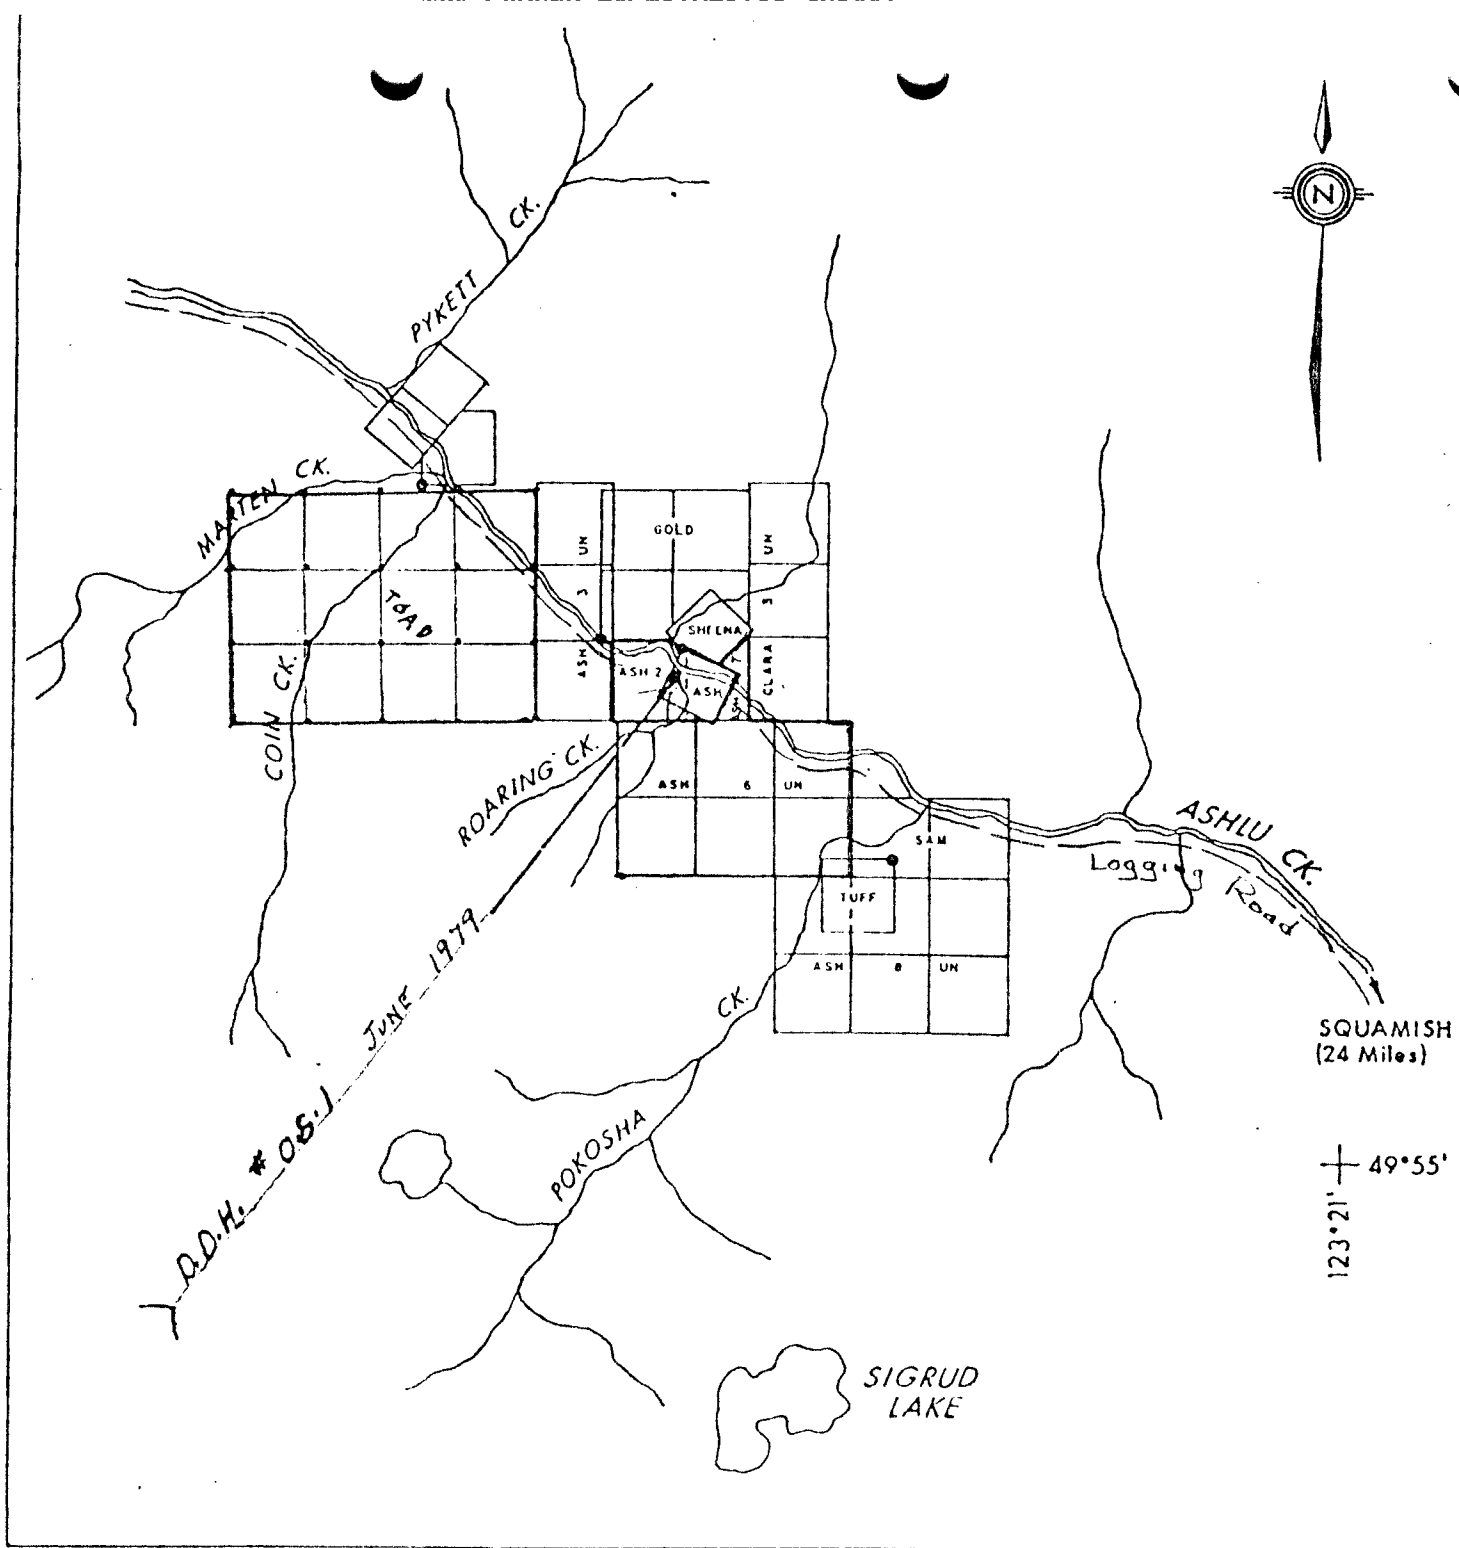 N
PYKETT CK.
MARTEN CK.
GOLD
ASH 3 UN
CLARA 3 UN
TOAD
SHEENA
ASH 2
ASH
COIN CK.
ROARING CK.
ASH 6 UN
ASHLU CK.
SAM
Logging Road
TUFF
JUNE 1979
ASH 8 UN
SQUAMISH
(24 Miles)
D.D.H. # O.S.1
POKOSHA CK.
49°55'
123°21'
SIGRUD
LAKE